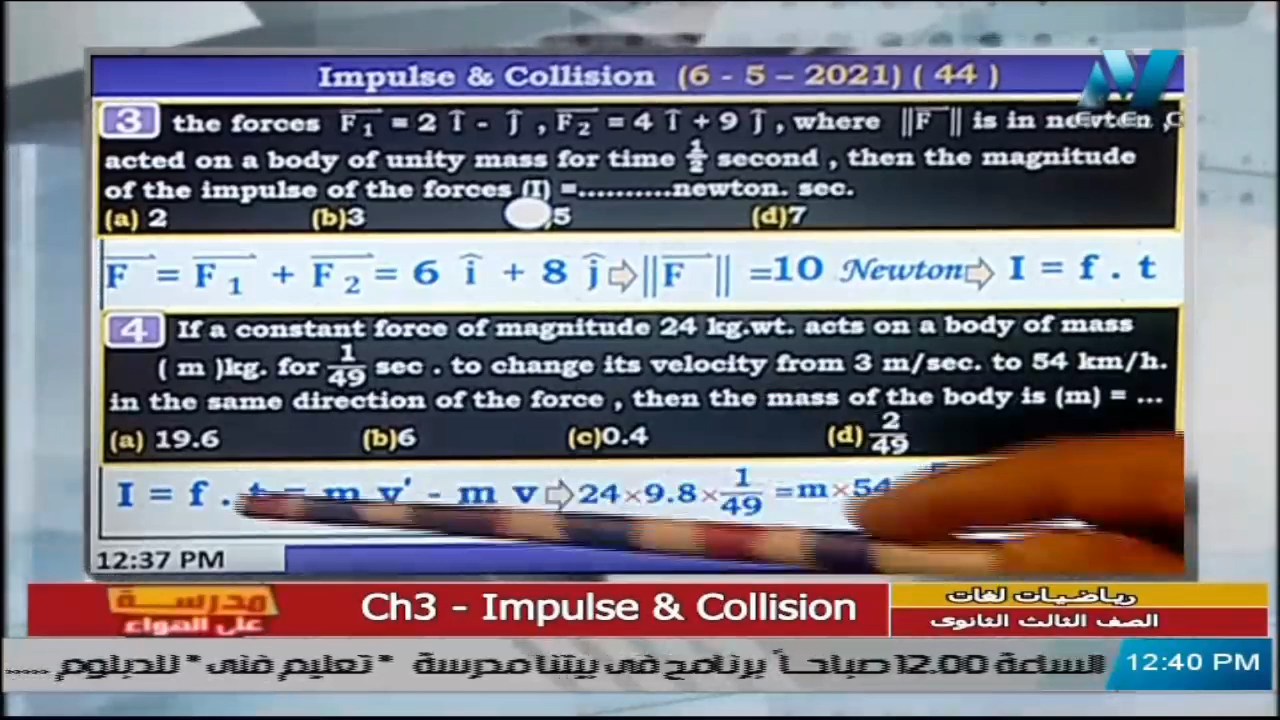 Impulse & Collision (6 - 5 – 2021) ( 44 )
3 the forces F₁ = 2 î - ĵ , F₂ = 4 î + 9 ĵ , where ||F|| is in newton ,
acted on a body of unity mass for time 1/2 second , then the magnitude
of the impulse of the forces (I) =..........newton. sec.
(a) 2 (b)3 5 (d)7
F = F₁ + F₂ = 6 î + 8 ĵ ⇨ ||F|| =10 Newton ⇨ I = f . t
4 If a constant force of magnitude 24 kg.wt. acts on a body of mass
( m )kg. for 1/49 sec . to change its velocity from 3 m/sec. to 54 km/h.
in the same direction of the force , then the mass of the body is (m) = ...
(a) 19.6 (b)6 (c)0.4 (d) 2/49
I = f . t = m v' - m v ⇨ 24 ×9.8 × 1/49 =m ×54
12:37 PM
مدرسة
على الهواء
Ch3 - Impulse & Collision
رياضيات لغات
الصف الثالث الثانوى
الساعة 12.00 صباحاً برنامج فى بيتنا مدرسة "تعليم فنى" للدبلوم .....
12:40 PM